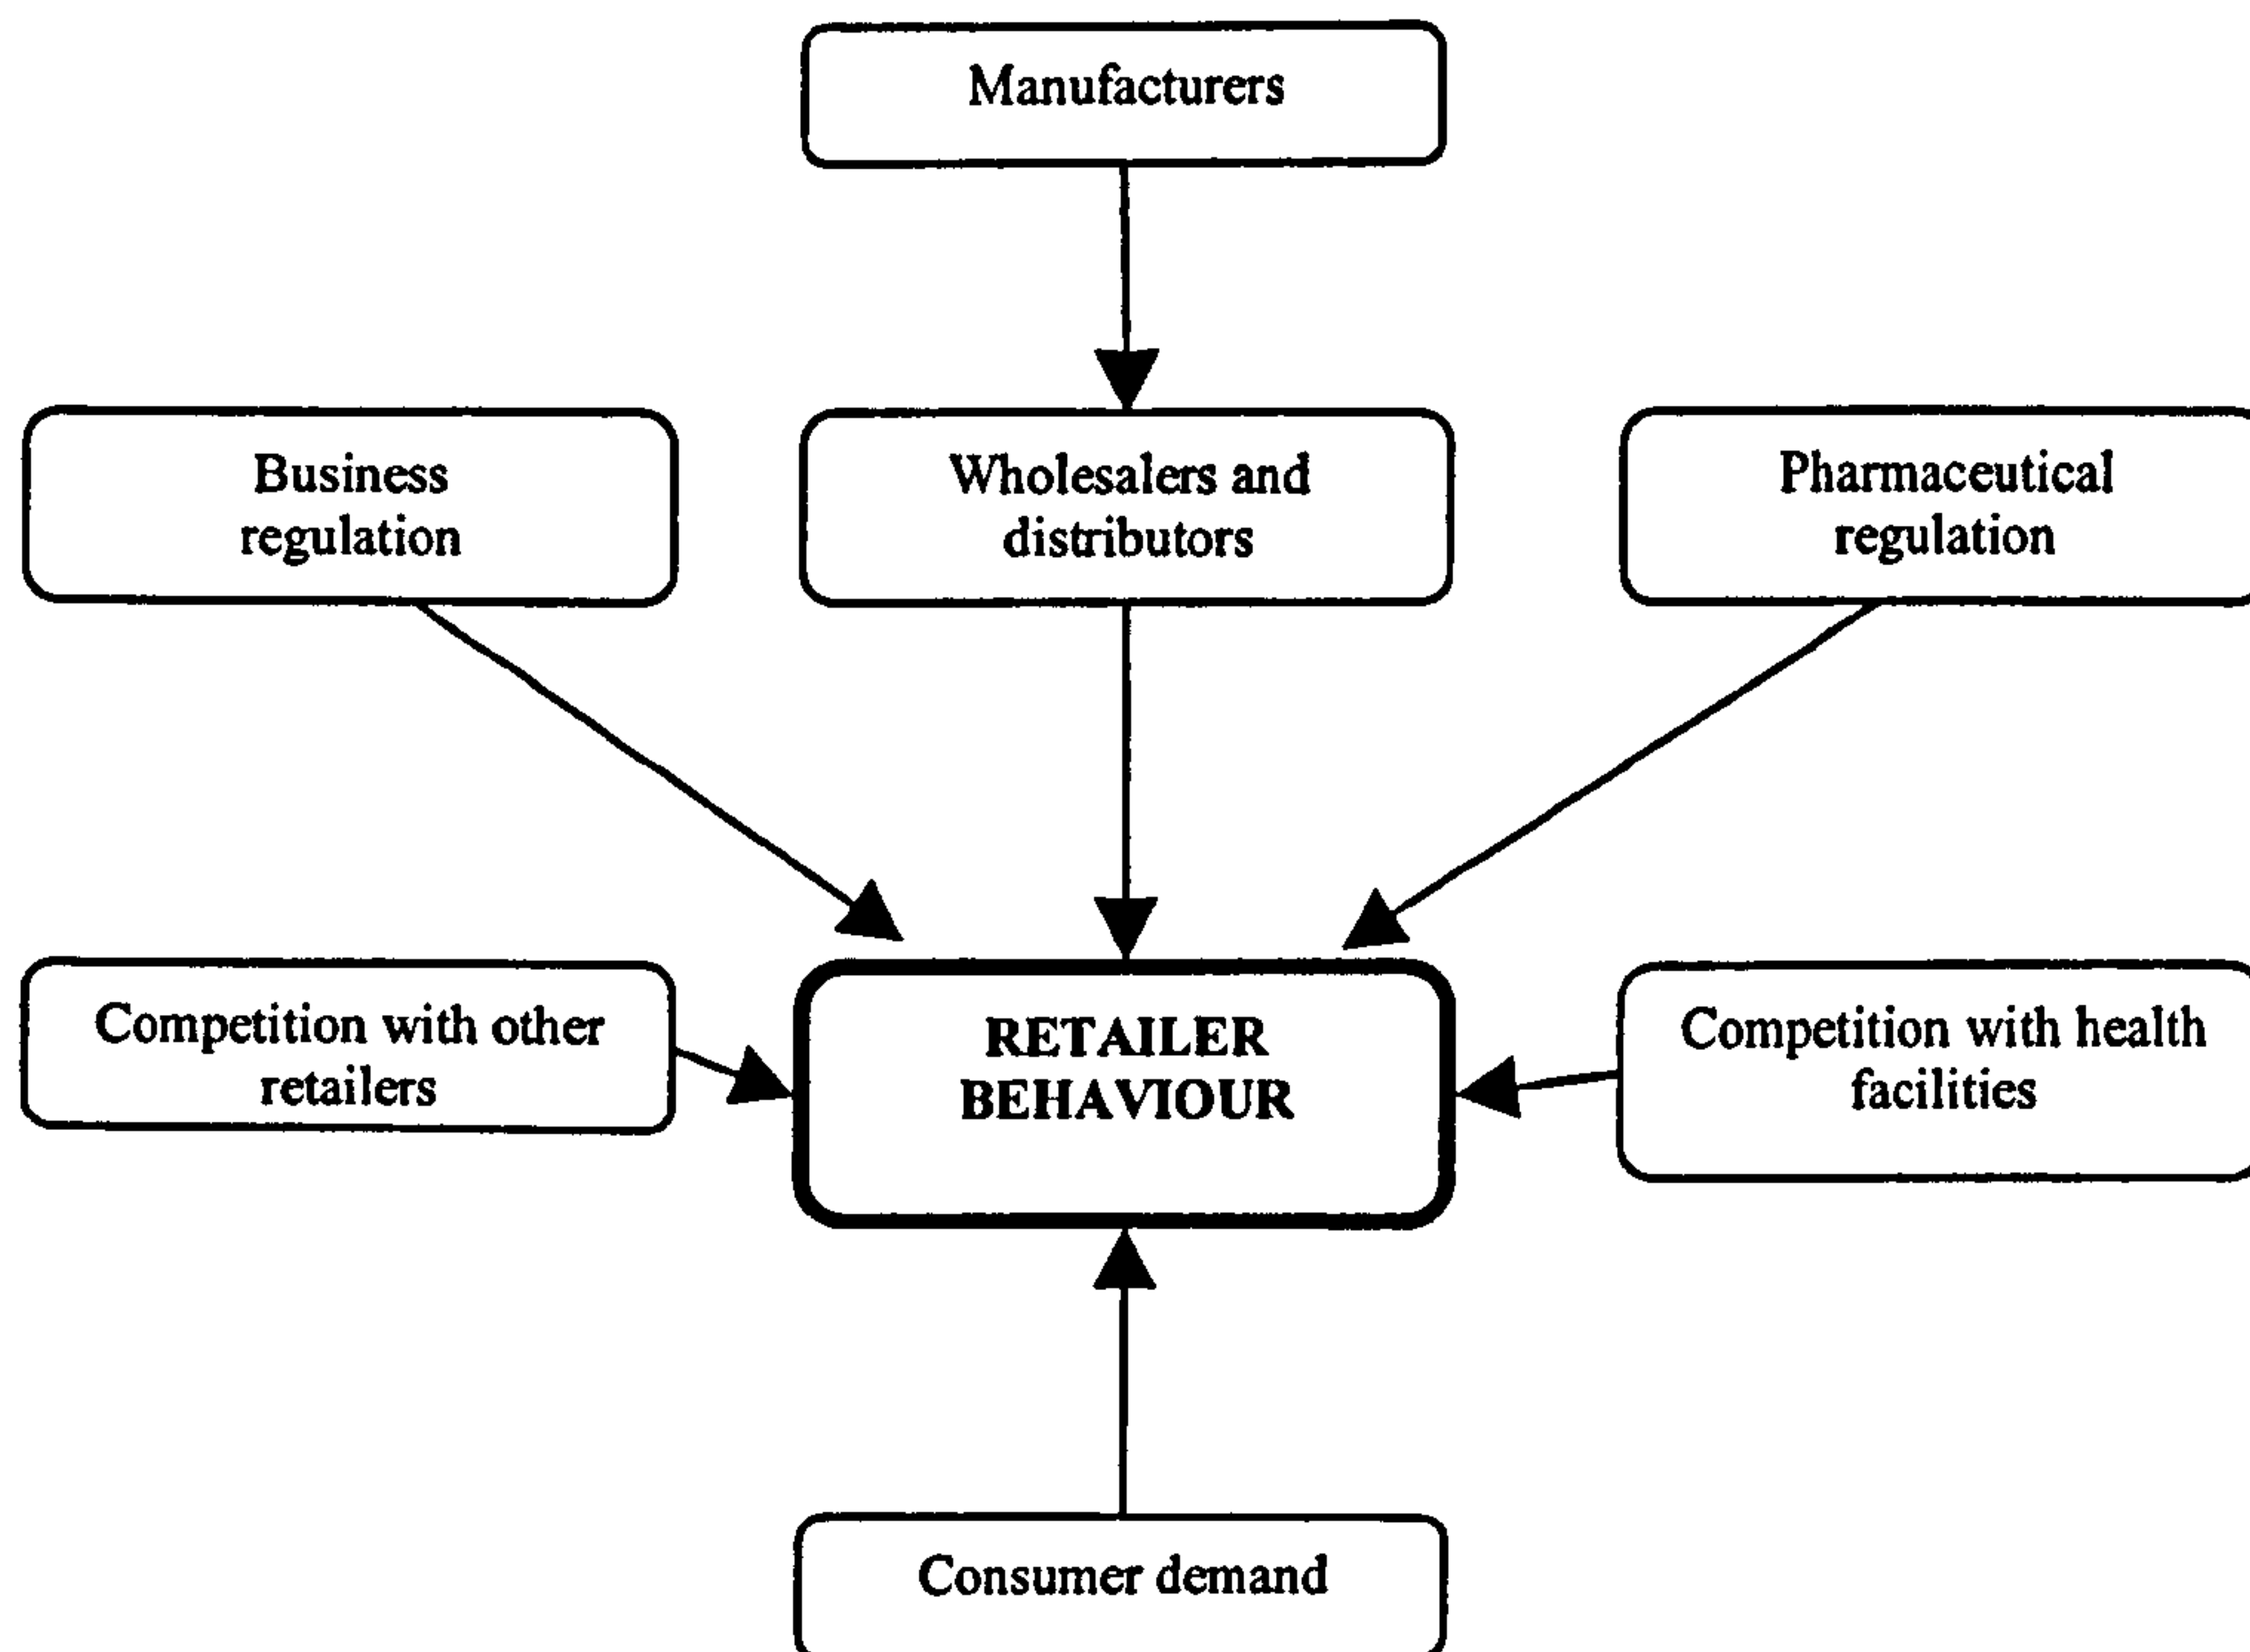 Manufacturers
Business
regulation
Wholesalers and
distributors
Pharmaceutical
regulation
Competition with other
retailers
RETAILER
BEHAVIOUR
Competition with health
facilities
Consumer demand